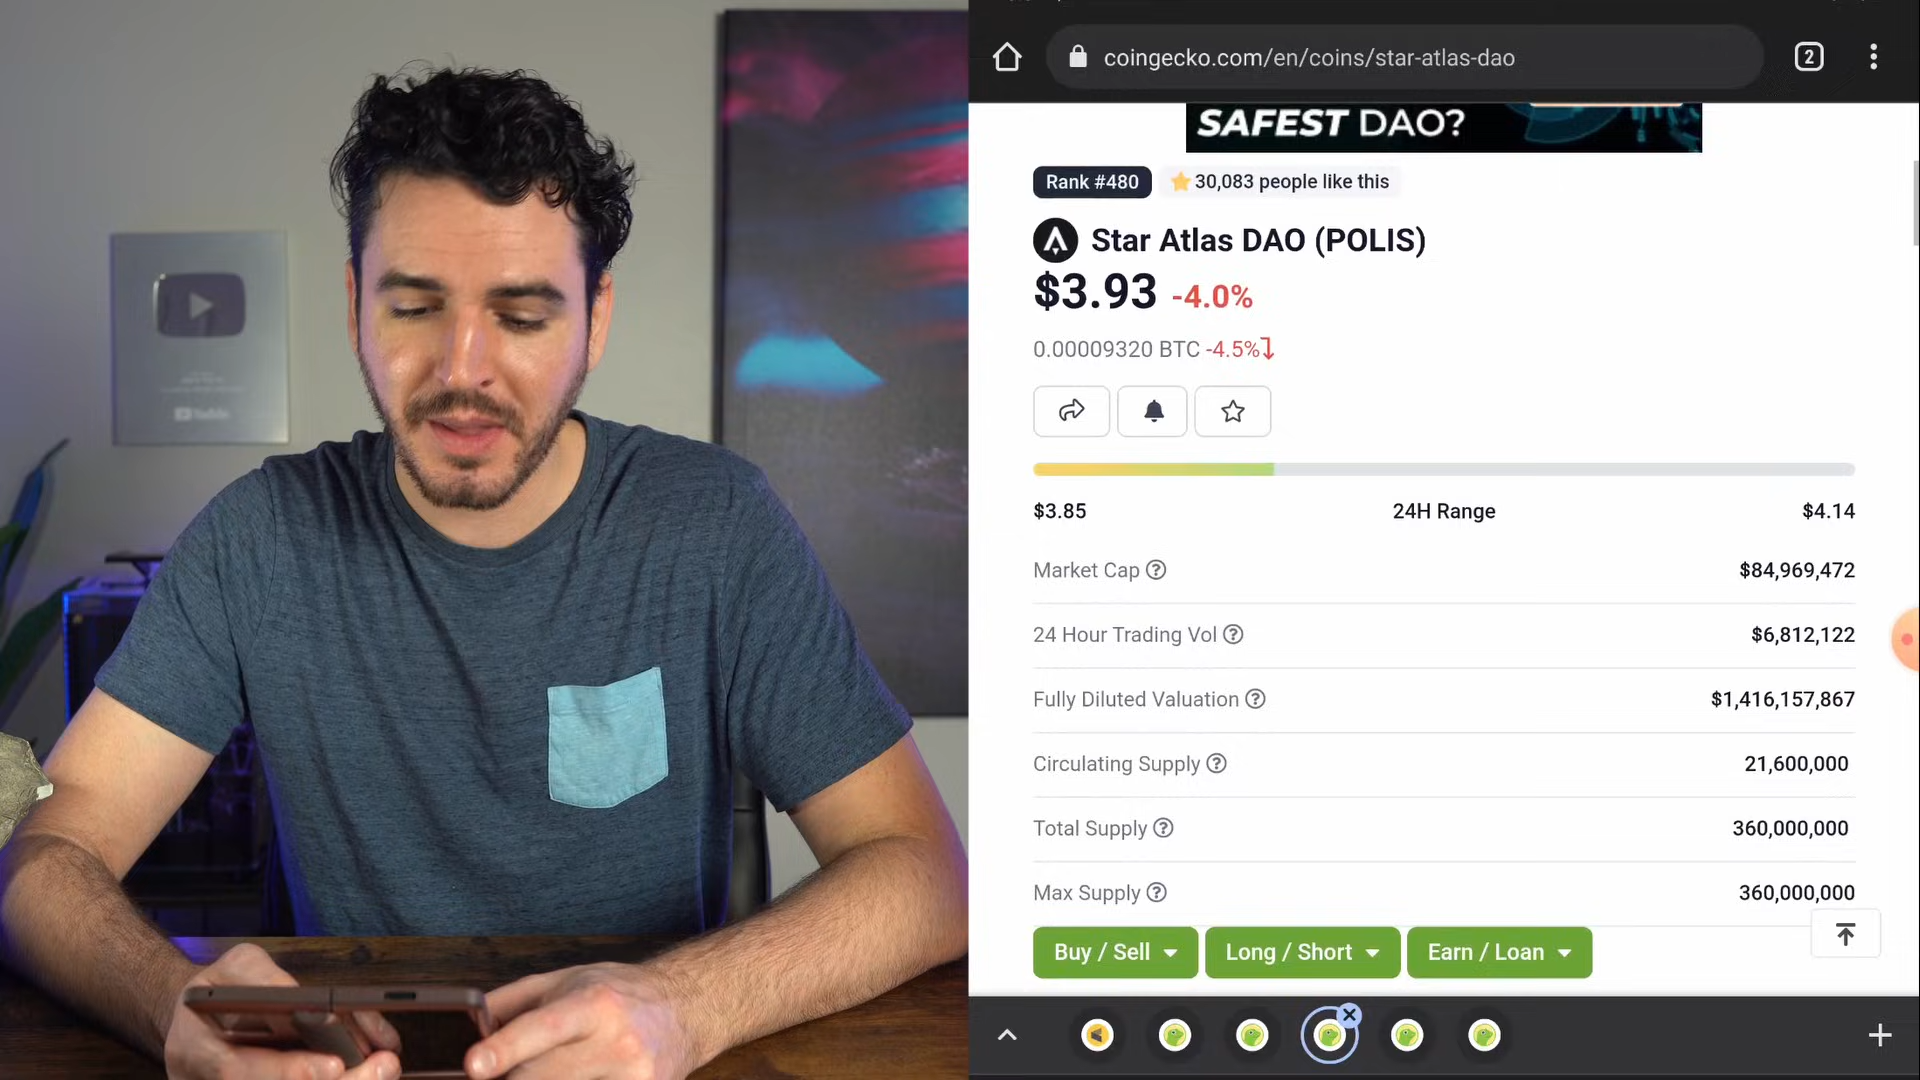 coingecko.com/en/coins/star-atlas-dao
2
SAFEST DAO?
Rank #480
30,083 people like this
Star Atlas DAO (POLIS)
$3.93 -4.0%
0.00009320 BTC -4.5%
$3.85 24H Range $4.14
Market Cap $84,969,472
24 Hour Trading Vol $6,812,122
Fully Diluted Valuation $1,416,157,867
Circulating Supply 21,600,000
Total Supply 360,000,000
Max Supply 360,000,000
Buy / Sell Long / Short Earn / Loan
YouTube